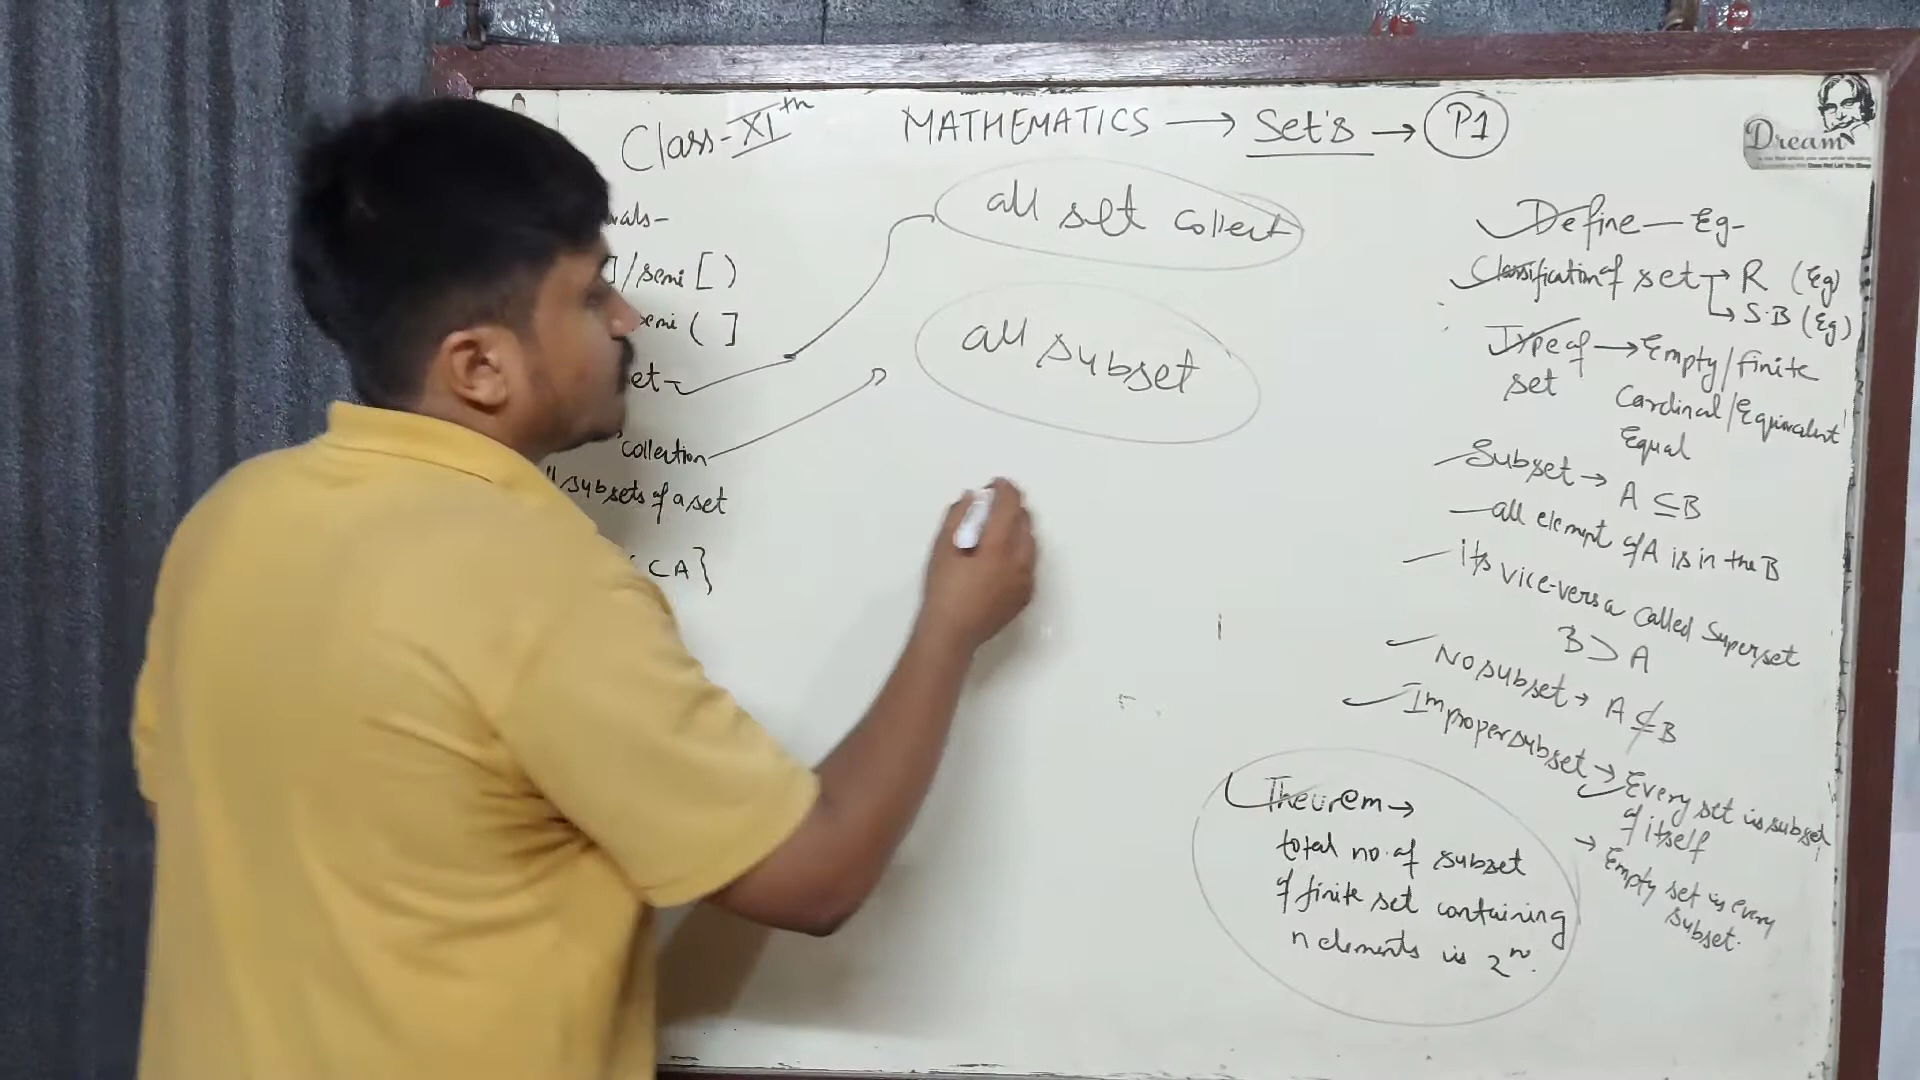 Class-XIth MATHEMATICS → Set's → P1
Dream
vals-
]/semi [ )
semi ( ]
et-
collection
subsets of a set
⊂ A}
all set collect
all subset
Define — Eg-
Classification of set → R (Eg)
→ S.B (Eg)
Type of set → Empty/finite
Cardinal/Equivalent
Equal
Subset → A ⊆ B
— all elempt of A is in the B
— its vice-versa called Superset
B ⊃ A
No subset → A ⊈ B
Improper subset → Every set is subset
of itself
→ Empty set is every
subset.
Theorem →
total no. of subset
of finite set containing
n elements is 2ⁿ.